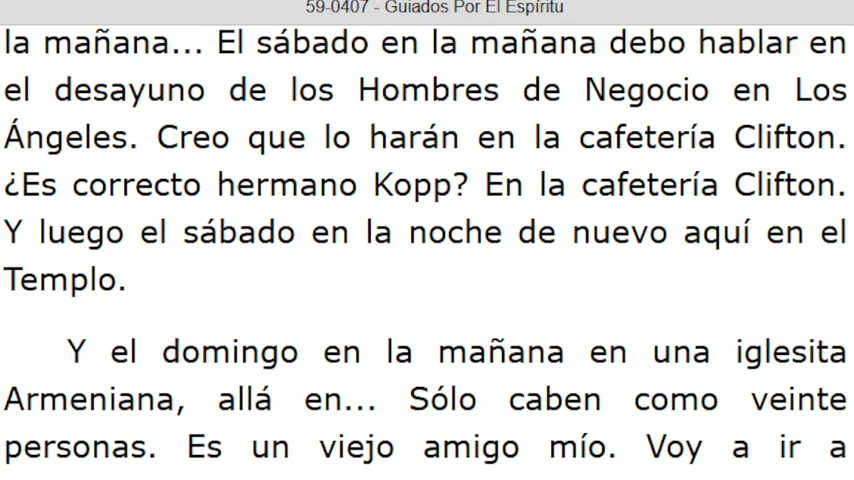 59-0407 - Guiados Por El Espíritu
la mañana... El sábado en la mañana debo hablar en
el desayuno de los Hombres de Negocio en Los
Ángeles. Creo que lo harán en la cafetería Clifton.
¿Es correcto hermano Kopp? En la cafetería Clifton.
Y luego el sábado en la noche de nuevo aquí en el
Templo.
Y el domingo en la mañana en una iglesita
Armeniana, allá en... Sólo caben como veinte
personas. Es un viejo amigo mío. Voy a ir a